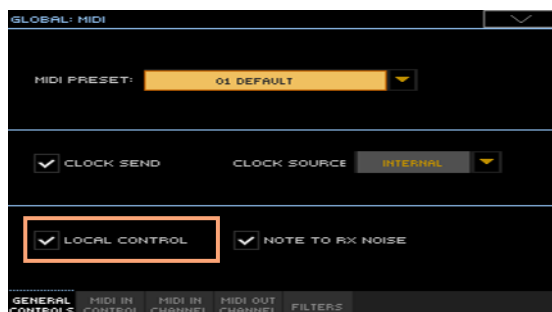 GLOBAL: MIDI
MIDI PRESET: 01 DEFAULT
CLOCK SEND CLOCK SOURCE INTERNAL
LOCAL CONTROL NOTE TO RX NOISE
GENERAL CONTROLS MIDI IN CONTROL MIDI IN CHANNEL MIDI OUT CHANNEL FILTERS